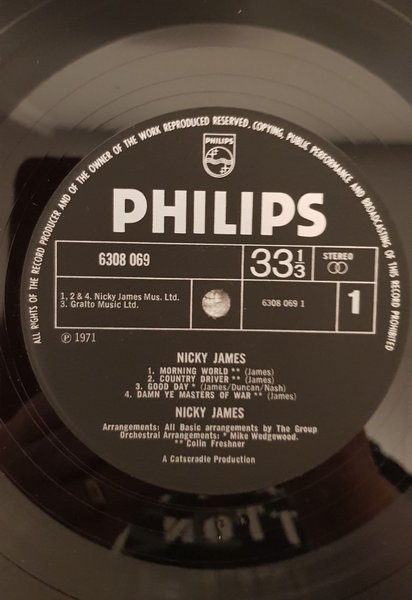 ALL RIGHTS OF THE RECORD PRODUCER AND OF THE OWNER OF THE WORK REPRODUCED RESERVED. COPYING, PUBLIC PERFORMANCE AND BROADCASTING OF THIS RECORD PROHIBITED
PHILIPS
PHILIPS
6308 069
33 1/3
STEREO
1, 2 & 4. Nicky James Mus. Ltd.
3. Gralto Music Ltd.
6308 069 1
1
Ⓟ 1971
NICKY JAMES
1. MORNING WORLD ** (James)
2. COUNTRY DRIVER ** (James)
3. GOOD DAY * (James/Duncan/Nash)
4. DAMN YE MASTERS OF WAR ** (James)
NICKY JAMES
Arrangements: All Basic arrangements by The Group
Orchestral Arrangements: * Mike Wedgewood.
** Colin Freshner
A Catscradle Production